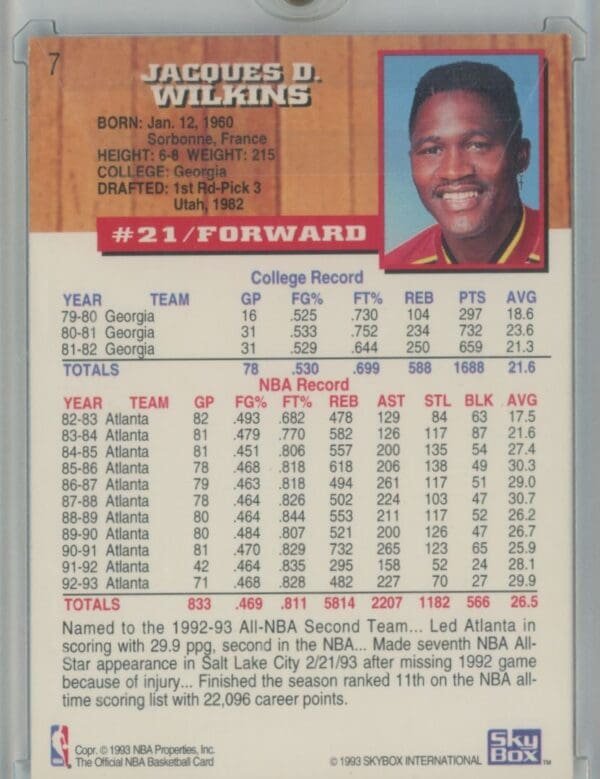 7
JACQUES D.
WILKINS
BORN: Jan. 12, 1960
Sorbonne, France
HEIGHT: 6-8 WEIGHT: 215
COLLEGE: Georgia
DRAFTED: 1st Rd-Pick 3
Utah, 1982
#21/FORWARD
College Record
YEAR TEAM GP FG% FT% REB PTS AVG
79-80 Georgia 16 .525 .730 104 297 18.6
80-81 Georgia 31 .533 .752 234 732 23.6
81-82 Georgia 31 .529 .644 250 659 21.3
TOTALS 78 .530 .699 588 1688 21.6
NBA Record
YEAR TEAM GP FG% FT% REB AST STL BLK AVG
82-83 Atlanta 82 .493 .682 478 129 84 63 17.5
83-84 Atlanta 81 .479 .770 582 126 117 87 21.6
84-85 Atlanta 81 .451 .806 557 200 135 54 27.4
85-86 Atlanta 78 .468 .818 618 206 138 49 30.3
86-87 Atlanta 79 .463 .818 494 261 117 51 29.0
87-88 Atlanta 78 .464 .826 502 224 103 47 30.7
88-89 Atlanta 80 .464 .844 553 211 117 52 26.2
89-90 Atlanta 80 .484 .807 521 200 126 47 26.7
90-91 Atlanta 81 .470 .829 732 265 123 65 25.9
91-92 Atlanta 42 .464 .835 295 158 52 24 28.1
92-93 Atlanta 71 .468 .828 482 227 70 27 29.9
TOTALS 833 .469 .811 5814 2207 1182 566 26.5
Named to the 1992-93 All-NBA Second Team... Led Atlanta in
scoring with 29.9 ppg, second in the NBA... Made seventh NBA All-
Star appearance in Salt Lake City 2/21/93 after missing 1992 game
because of injury... Finished the season ranked 11th on the NBA all-
time scoring list with 22,096 career points.
Copr. © 1993 NBA Properties, Inc.
The Official NBA Basketball Card
© 1993 SKYBOX INTERNATIONAL
Sky
Box ™